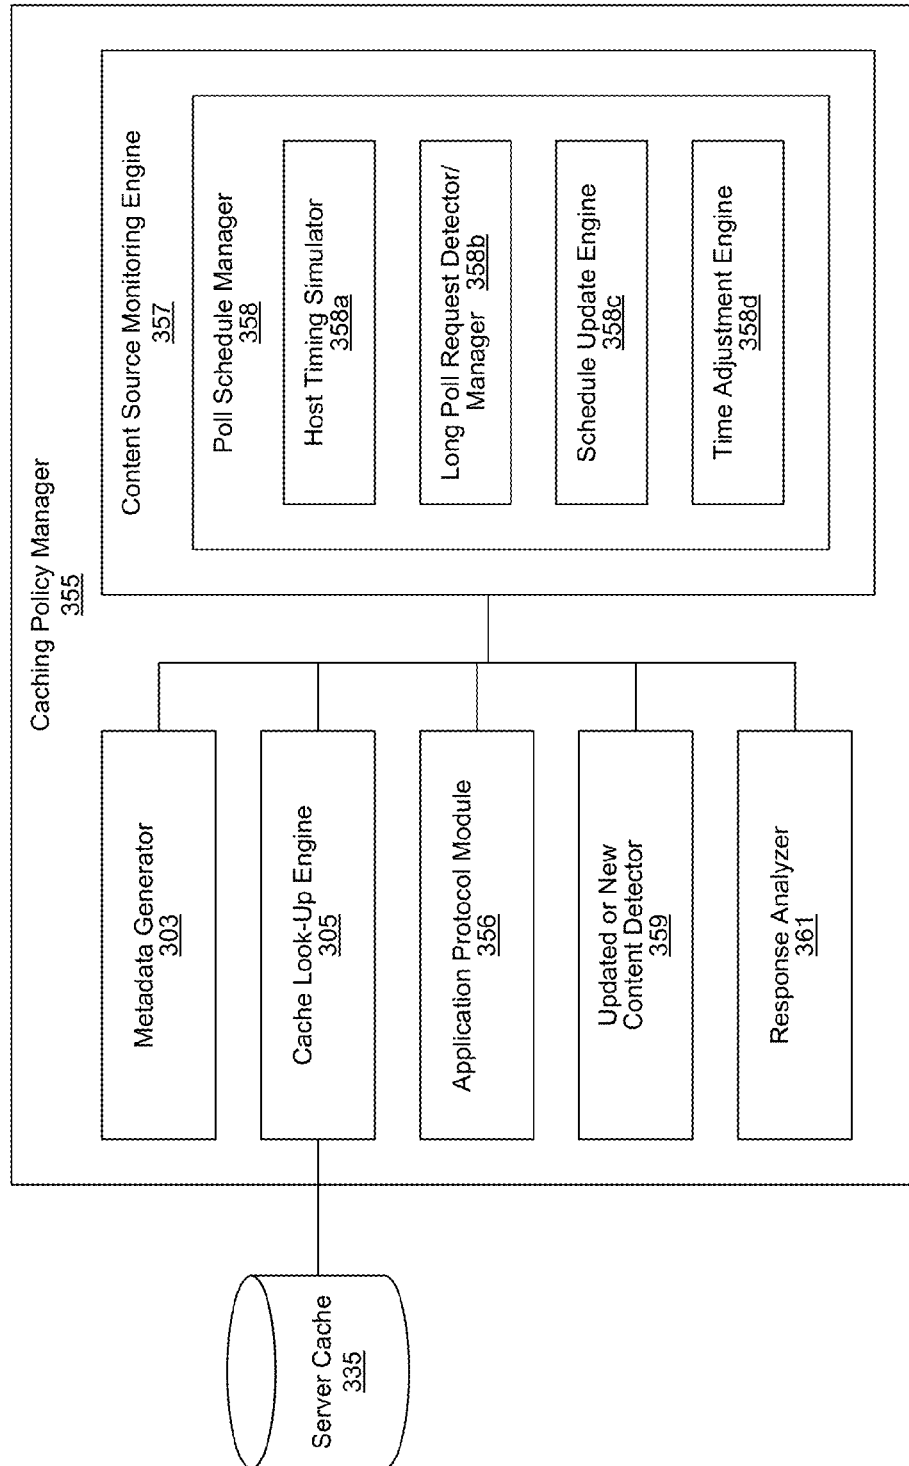 Caching Policy Manager
355
Server Cache
335
Metadata Generator
303
Cache Look-Up Engine
305
Application Protocol Module
356
Updated or New
Content Detector
359
Response Analyzer
361
Content Source Monitoring Engine
357
Poll Schedule Manager
358
Host Timing Simulator
358a
Long Poll Request Detector/
Manager 358b
Schedule Update Engine
358c
Time Adjustment Engine
358d